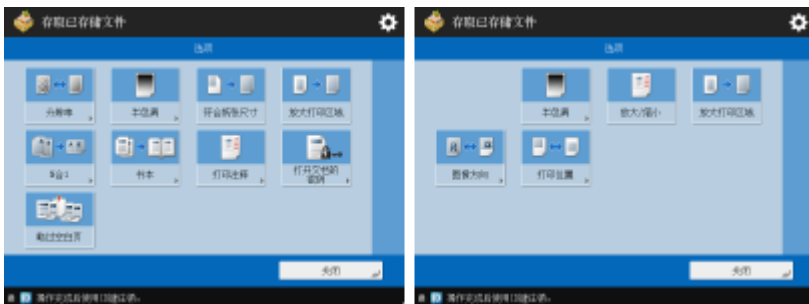 存取已存储文件
选项
分辨率
半色调
符合纸张尺寸
放大打印区域
N合1
书本
打印注释
打开文档的密码
略过空白页
关闭
存取已存储文件
选项
半色调
放大/缩小
放大打印区域
图像方向
打印位置
关闭